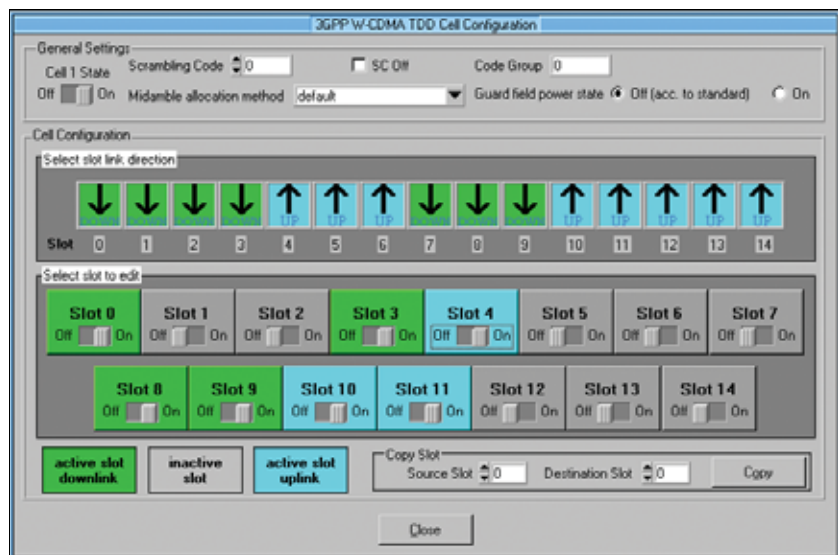 3GPP W-CDMA TDD Cell Configuration
General Settings
Cell 1 State
Off On
Scrambling Code 0
SC Off
Code Group 0
Midamble allocation method default
Guard field power state Off (acc. to standard) On
Cell Configuration
Select slot link direction
DOWN DOWN DOWN DOWN UP UP UP DOWN DOWN DOWN UP UP UP UP UP
Slot 0 1 2 3 4 5 6 7 8 9 10 11 12 13 14
Select slot to edit
Slot 0 Slot 1 Slot 2 Slot 3 Slot 4 Slot 5 Slot 6 Slot 7
Off On Off On Off On Off On Off On Off On Off On Off On
Slot 8 Slot 9 Slot 10 Slot 11 Slot 12 Slot 13 Slot 14
Off On Off On Off On Off On Off On Off On Off On
active slot
downlink
inactive
slot
active slot
uplink
Copy Slot
Source Slot 0 Destination Slot 0 Copy
Close